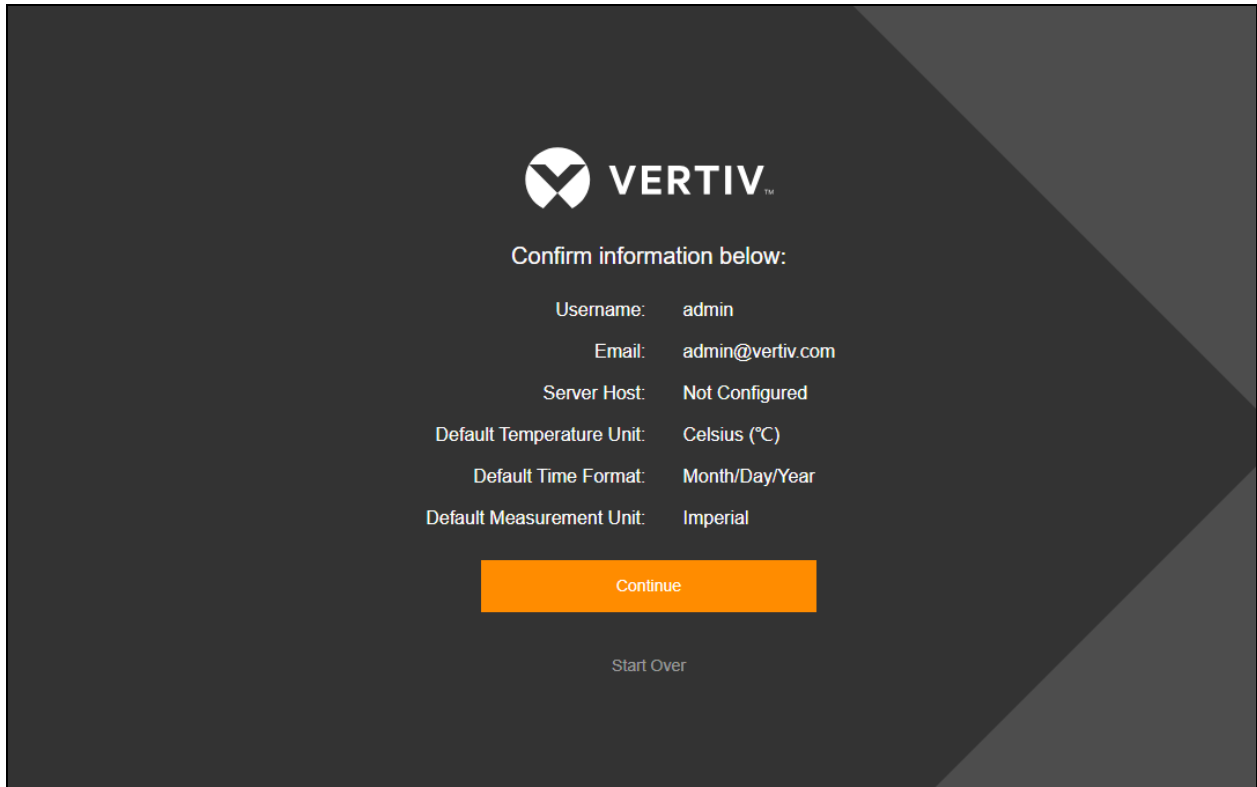 VERTIV™
Confirm information below:
Username: admin
Email: admin@vertiv.com
Server Host: Not Configured
Default Temperature Unit: Celsius (℃)
Default Time Format: Month/Day/Year
Default Measurement Unit: Imperial
Continue
Start Over